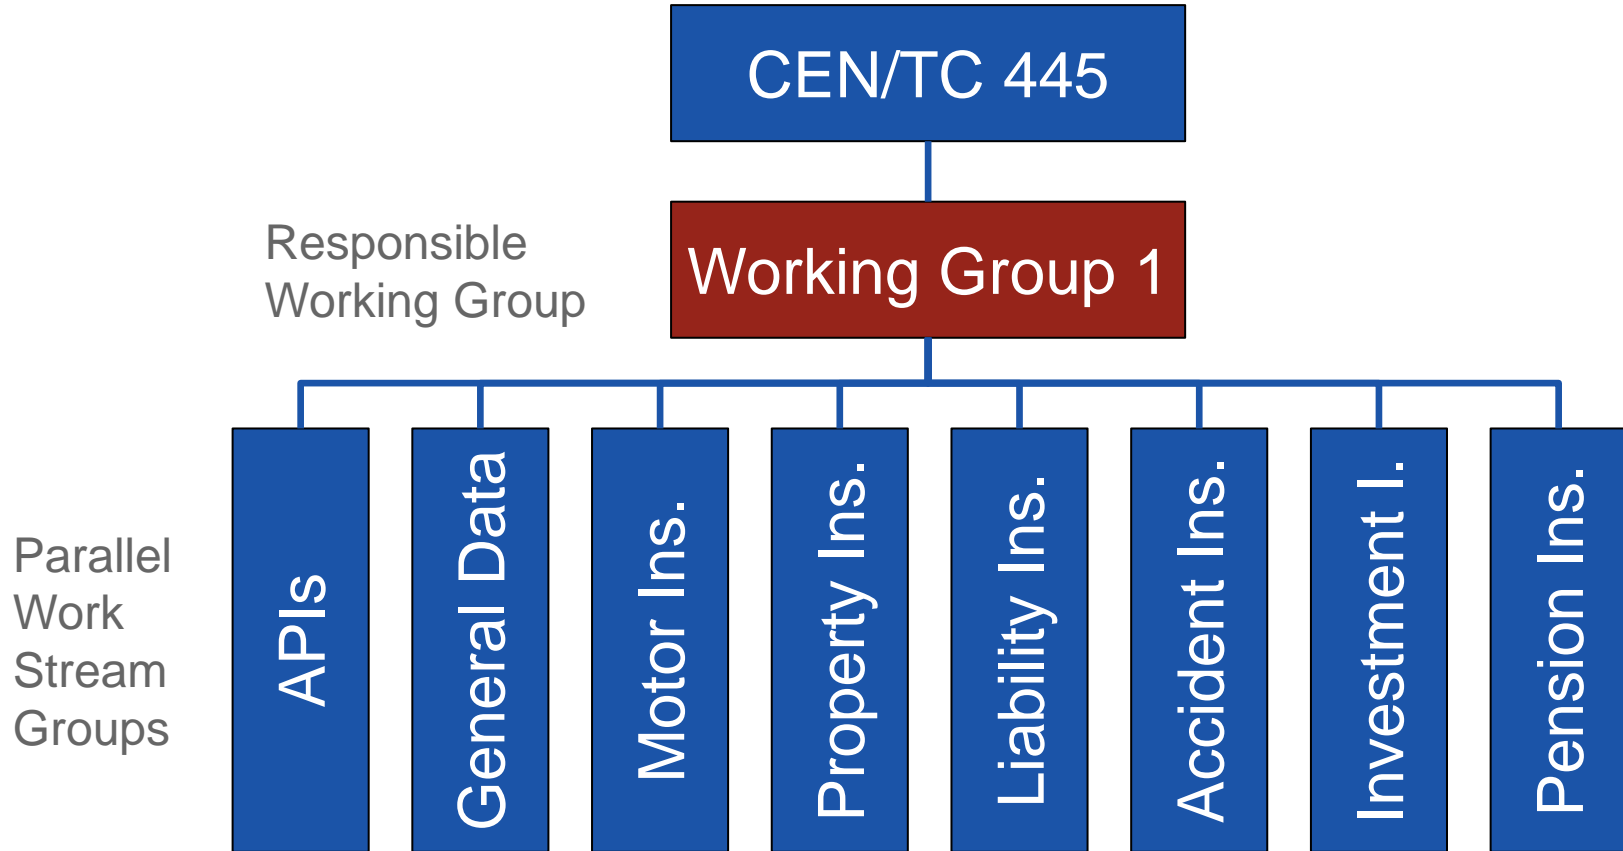 CEN/TC 445
Responsible
Working Group
Working Group 1
Parallel
Work
Stream
Groups
APIs
General Data
Motor Ins.
Property Ins.
Liability Ins.
Accident Ins.
Investment I.
Pension Ins.